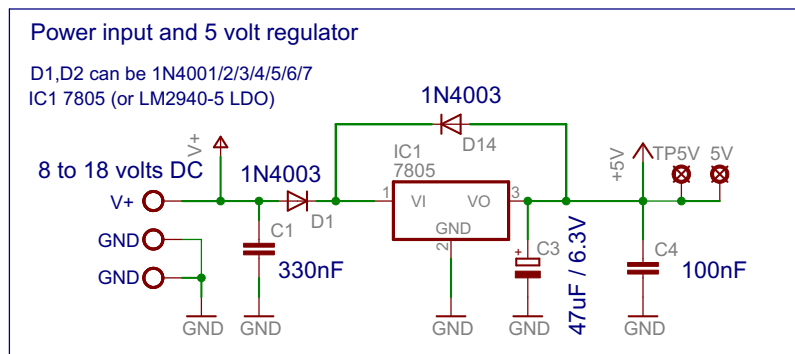 Power input and 5 volt regulator
D1,D2 can be 1N4001/2/3/4/5/6/7
IC1 7805 (or LM2940-5 LDO)
1N4003
D14
V+
8 to 18 volts DC
1N4003
D1
IC1
7805
+5V
TP5V
5V
V+
1
VI
VO
3
GND
2
GND
GND
C1
330nF
C3
+
47uF / 6.3V
C4
100nF
GND
GND
GND
GND
GND